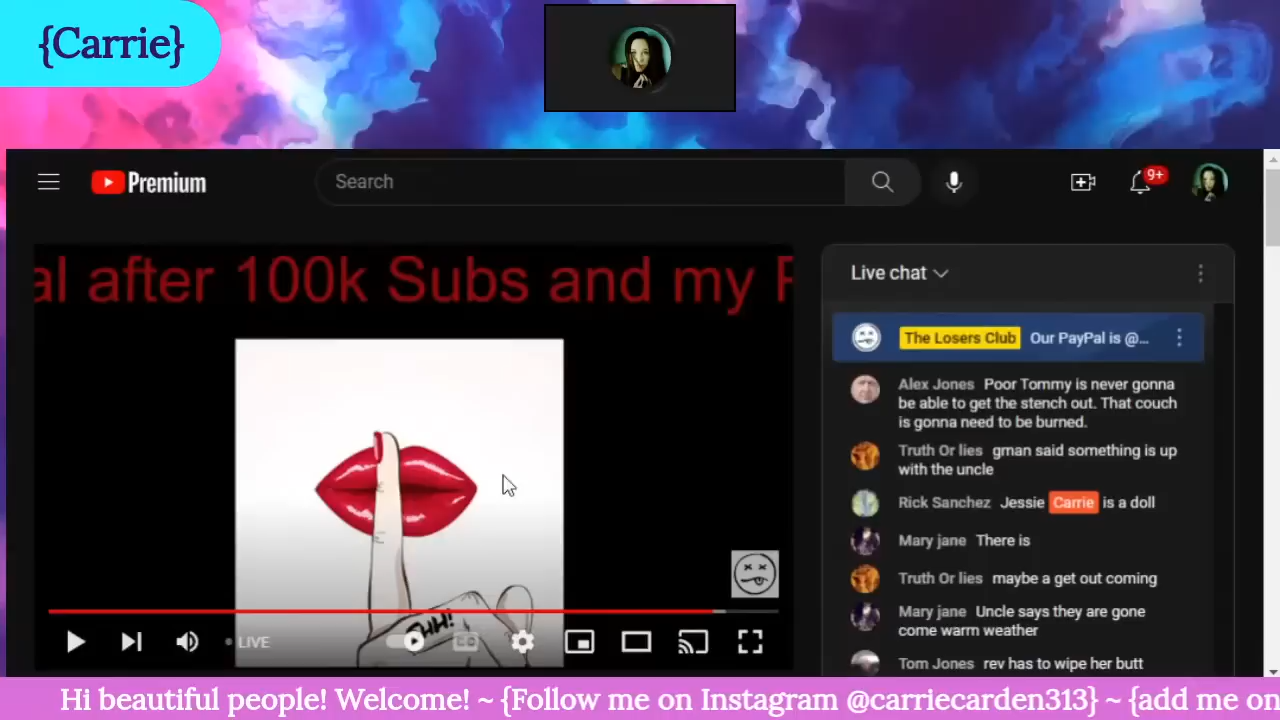 {Carrie}
Premium
Search
9+
al after 100k Subs and my
Live chat
The Losers Club Our PayPal is @...
Alex Jones Poor Tommy is never gonna
be able to get the stench out. That couch
is gonna need to be burned.
Truth Or lies gman said something is up
with the uncle
Rick Sanchez Jessie Carrie is a doll
Mary jane There is
Truth Or lies maybe a get out coming
Mary jane Uncle says they are gone
come warm weather
Tom Jones rev has to wipe her butt
SHH!
LIVE
CC
Hi beautiful people! Welcome! ~ {Follow me on Instagram @carriecarden313} ~ {add me on